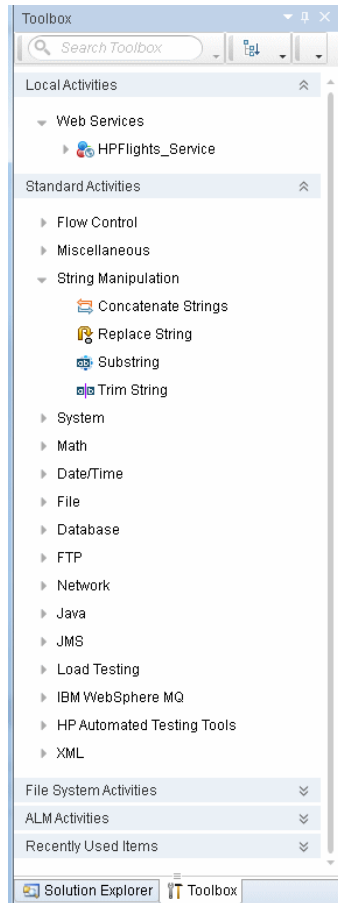 Toolbox
Search Toolbox
Local Activities
Web Services
HPFlights_Service
Standard Activities
Flow Control
Miscellaneous
String Manipulation
Concatenate Strings
Replace String
Substring
Trim String
System
Math
Date/Time
File
Database
FTP
Network
Java
JMS
Load Testing
IBM WebSphere MQ
HP Automated Testing Tools
XML
File System Activities
ALM Activities
Recently Used Items
Solution Explorer Toolbox